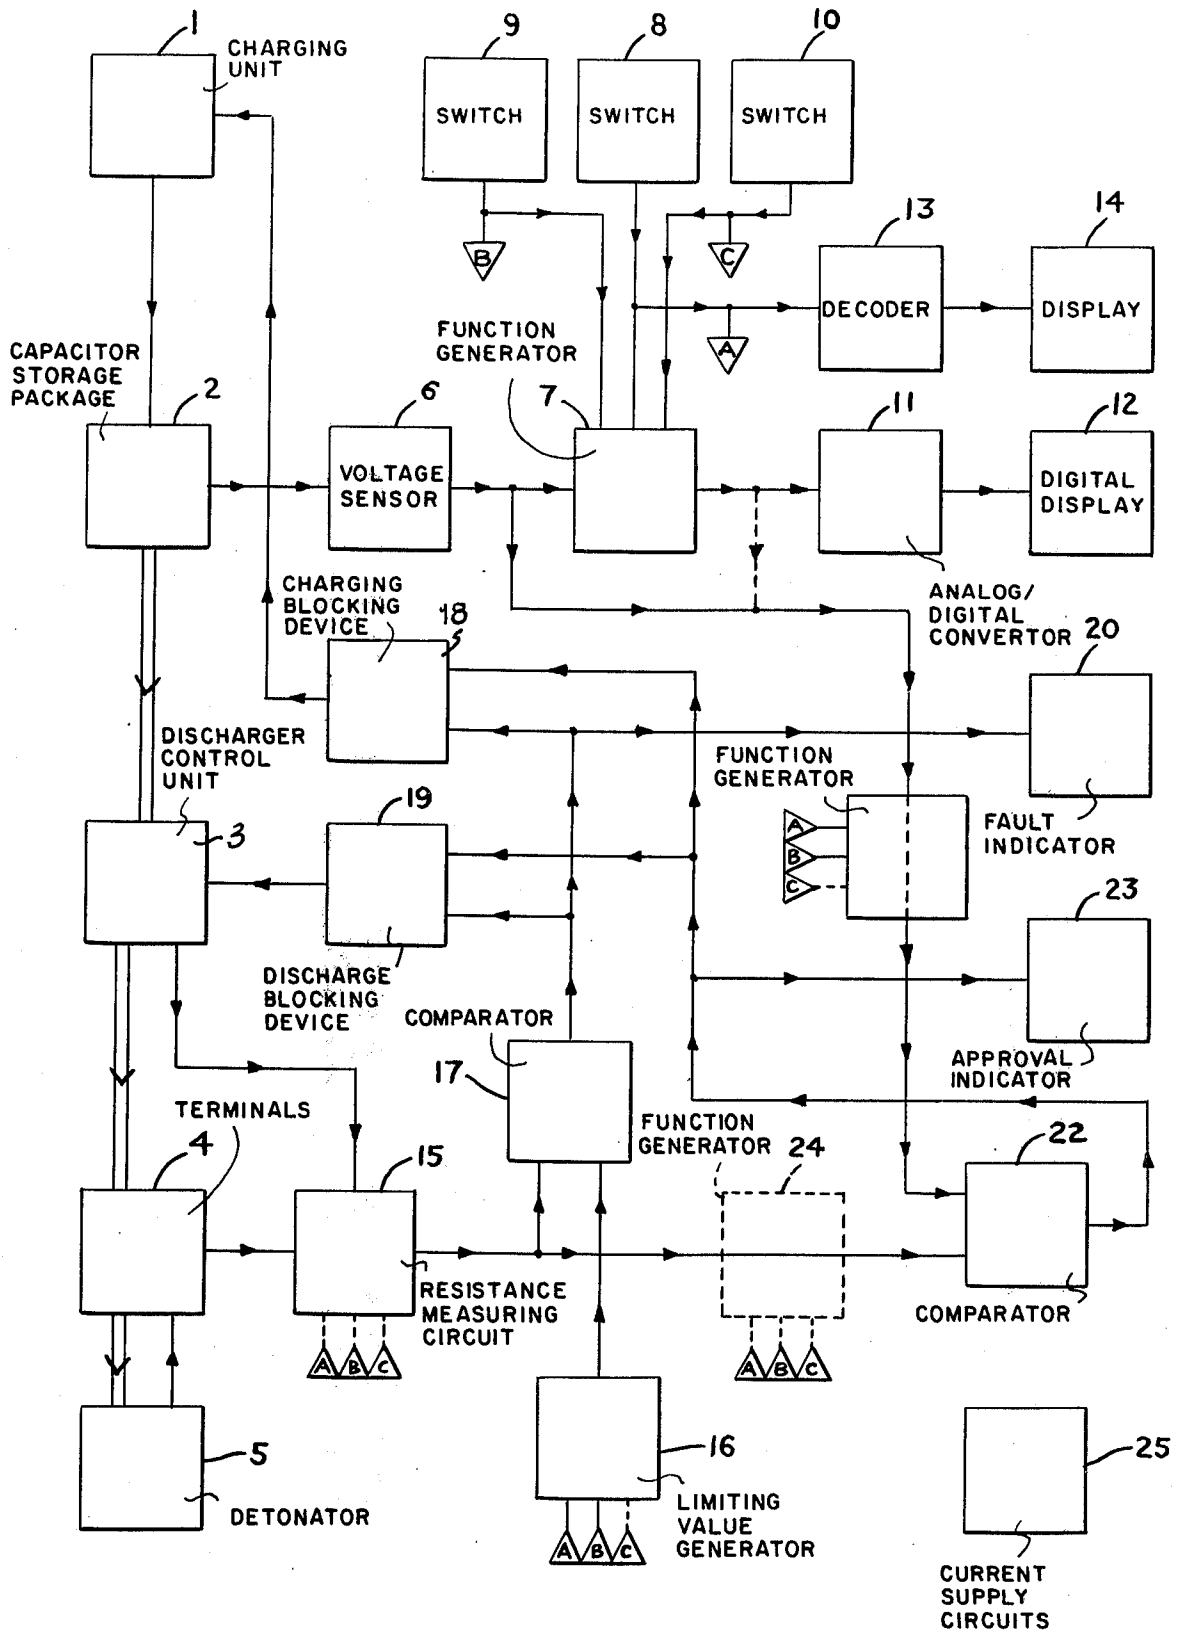 1
CHARGING
UNIT
9
8
10
SWITCH
SWITCH
SWITCH
B
C
A
13
14
DECODER
DISPLAY
CAPACITOR
STORAGE
PACKAGE
2
6
VOLTAGE
SENSOR
FUNCTION
GENERATOR
7
11
12
DIGITAL
DISPLAY
ANALOG/
DIGITAL
CONVERTOR
CHARGING
BLOCKING
DEVICE
18
20
FAULT
INDICATOR
DISCHARGER
CONTROL
UNIT
3
19
FUNCTION
GENERATOR
A
B
C
DISCHARGE
BLOCKING
DEVICE
23
APPROVAL
INDICATOR
COMPARATOR
17
TERMINALS
4
15
FUNCTION
GENERATOR
24
22
RESISTANCE
MEASURING
CIRCUIT
COMPARATOR
A B C
A B C
5
DETONATOR
16
LIMITING
VALUE
GENERATOR
A B C
25
CURRENT
SUPPLY
CIRCUITS